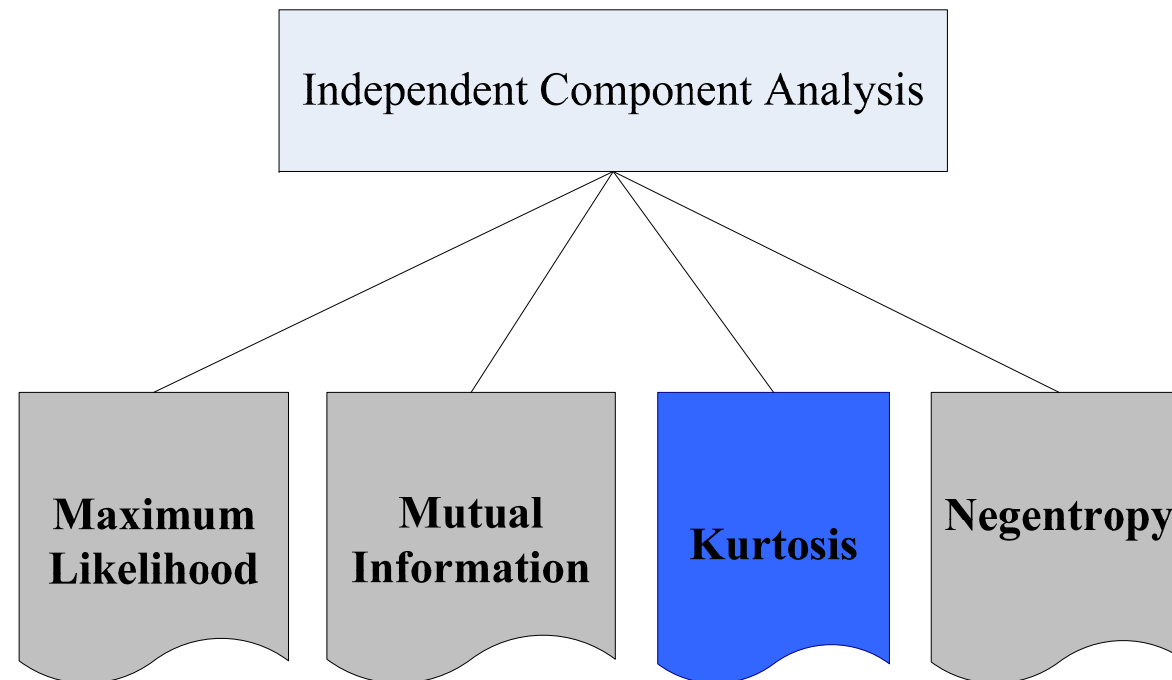 Independent Component Analysis
Maximum
Likelihood
Mutual
Information
Kurtosis
Negentropy